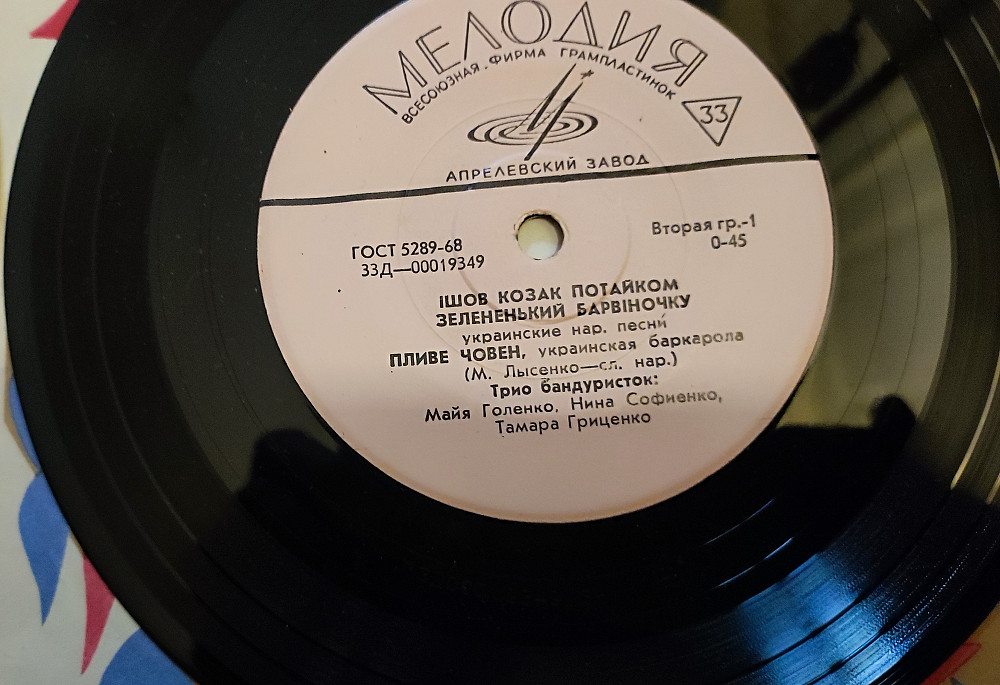 МЕЛОДИЯ
ВСЕСОЮЗНАЯ ФИРМА ГРАМПЛАСТИНОК
33
АПРЕЛЕВСКИЙ ЗАВОД
ГОСТ 5289-68
33Д—00019349
Вторая гр.-1
0-45
ІШОВ КОЗАК ПОТАЙКОМ
ЗЕЛЕНЕНЬКИЙ БАРВІНОЧКУ
украинские нар. песни
ПЛИВЕ ЧОВЕН, украинская баркарола
(М. Лысенко—сл. нар.)
Трио бандуристок:
Майя Голенко, Нина Софиенко,
Тамара Гриценко